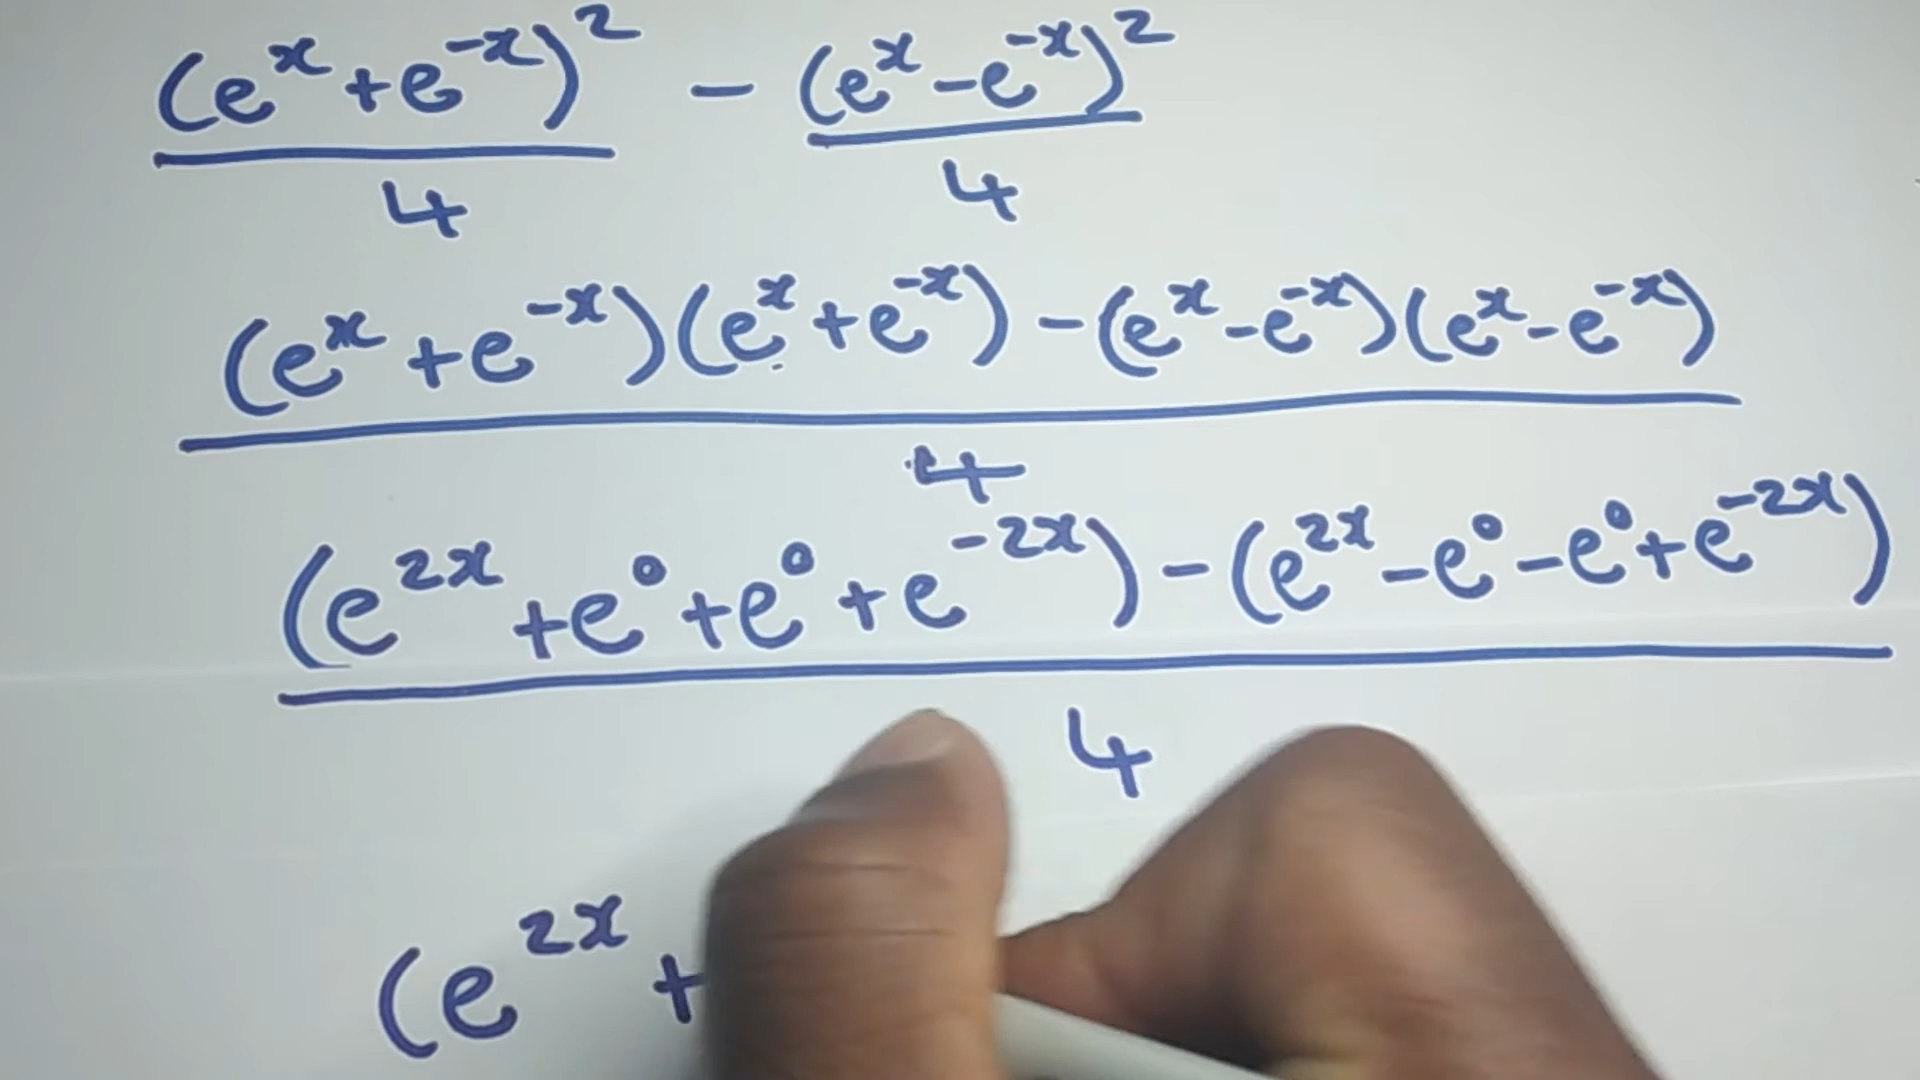 (e^x + e^-x)^2 / 4 - (e^x - e^-x)^2 / 4
(e^x + e^-x)(e^x + e^-x) - (e^x - e^-x)(e^x - e^-x) / 4
(e^2x + e^0 + e^0 + e^-2x) - (e^2x - e^0 - e^0 + e^-2x) / 4
(e^2x +